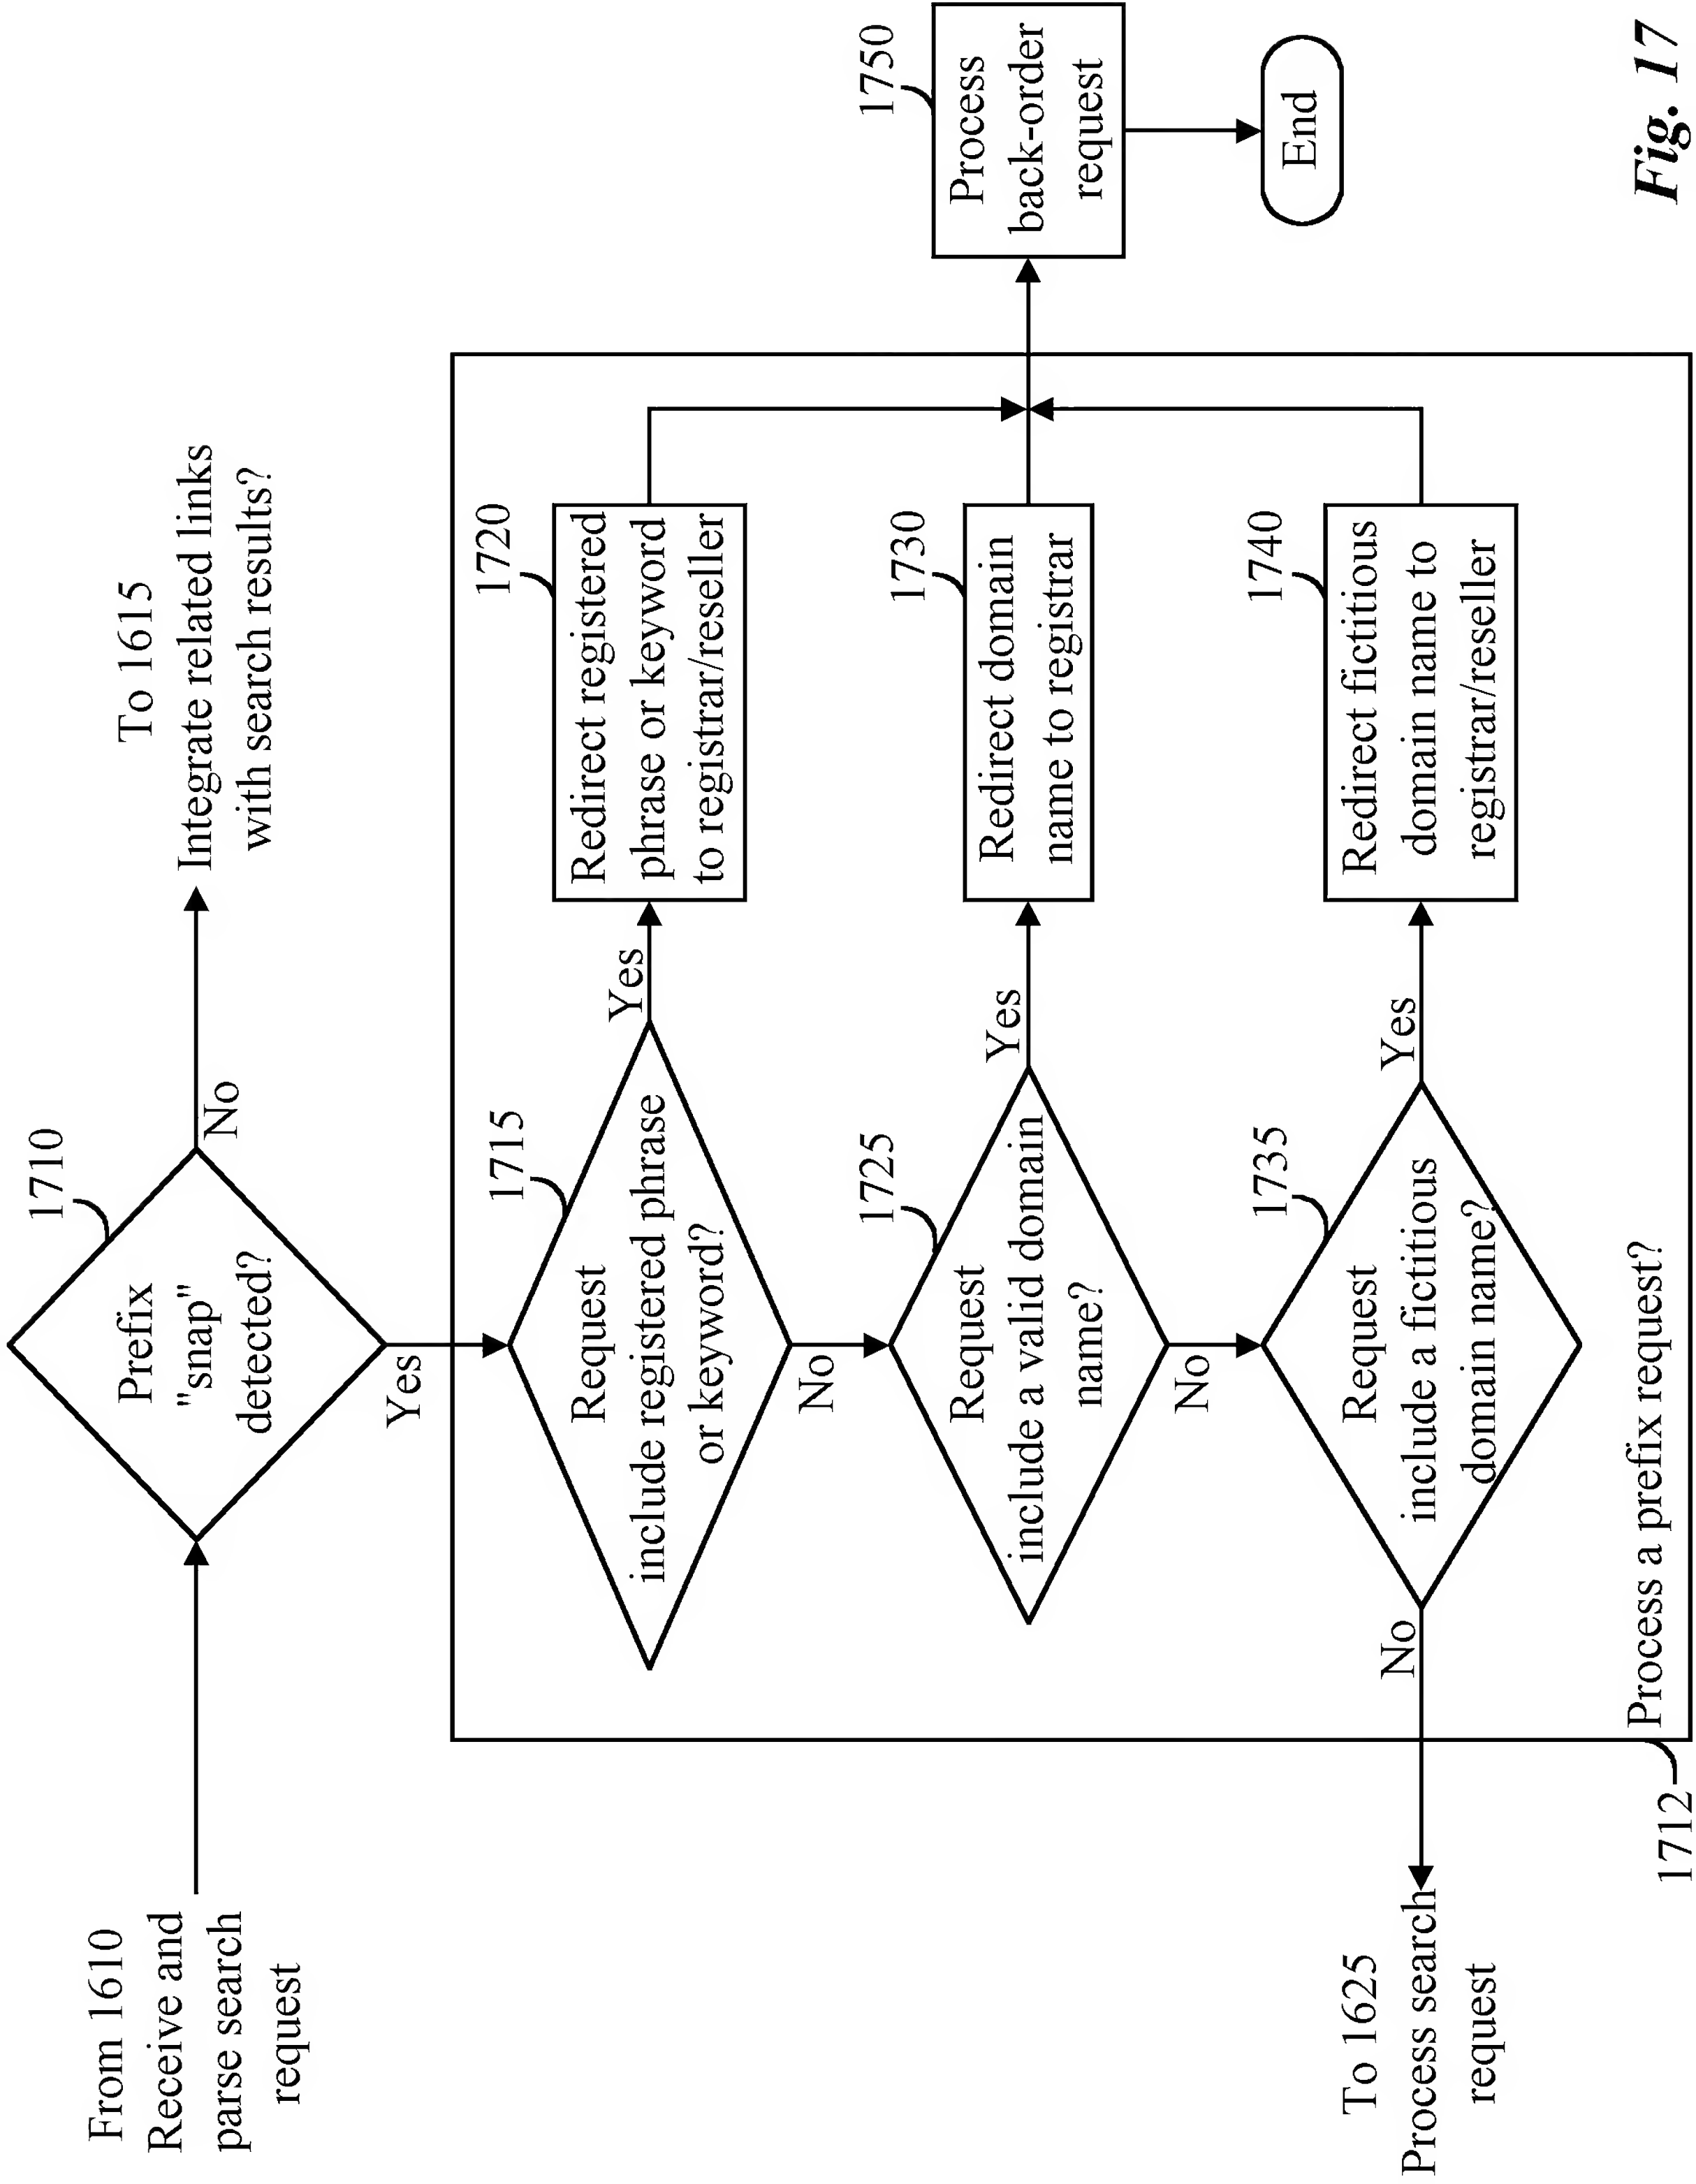 From 1610
Receive and
parse search
request
1710
Prefix
"snap"
detected?
No
To 1615
Integrate related links
with search results?
Yes
1715
Request
include registered phrase
or keyword?
Yes
1720
Redirect registered
phrase or keyword
to registrar/reseller
No
1725
Request
include a valid domain
name?
Yes
1730
Redirect domain
name to registrar
1750
Process
back-order
request
End
No
1735
Request
include a fictitious
domain name?
Yes
1740
Redirect fictitious
domain name to
registrar/reseller
No
To 1625
Process search
request
Process a prefix request?
1712
Fig. 17